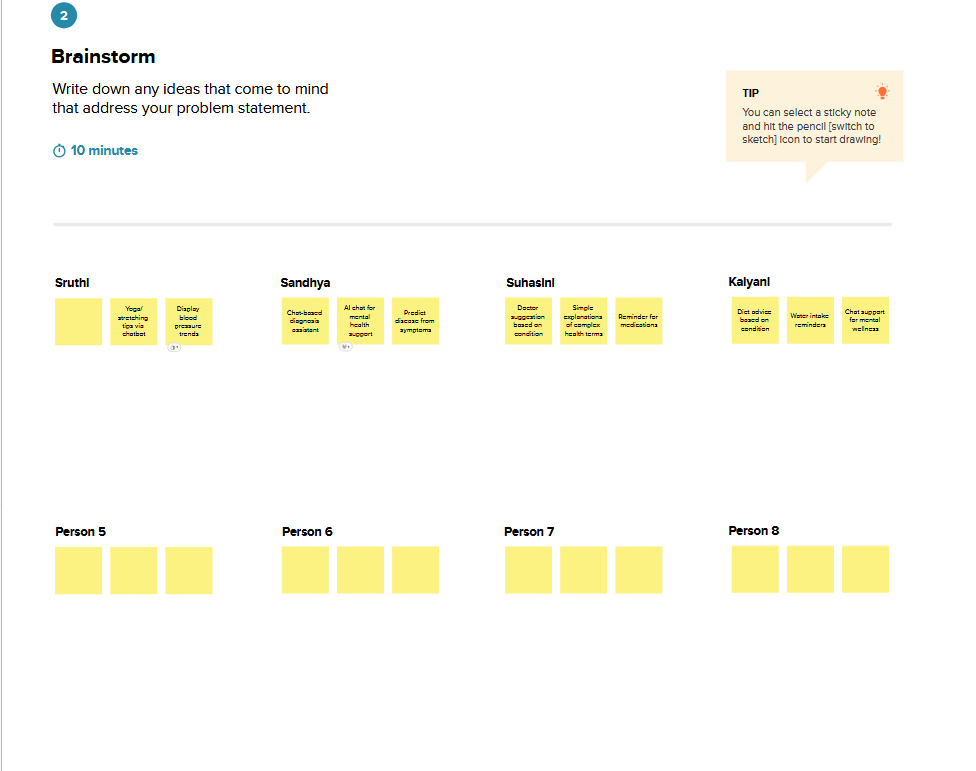 2
Brainstorm
Write down any ideas that come to mind
that address your problem statement.
10 minutes
TIP
You can select a sticky note
and hit the pencil [switch to
sketch] icon to start drawing!
Sruthi
Yoga/
stretching
tips via
chatbot
Display
blood
pressure
trends
Sandhya
Chat-based
diagnosis
assistant
AI chat for
mental
health
support
Predict
disease from
symptoms
Suhasini
Doctor
suggestion
based on
condition
Simple
explanations
of complex
health terms
Reminder for
medications
Kalyani
Diet advice
based on
condition
Water intake
reminders
Chat support
for mental
wellness
Person 5
Person 6
Person 7
Person 8